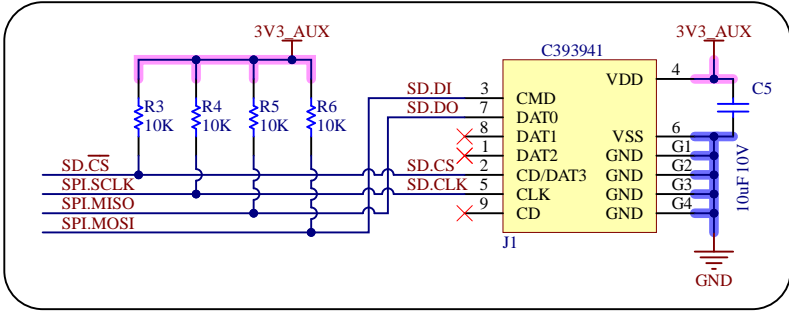 3V3_AUX
C393941
3V3_AUX
R3
10K
R4
10K
R5
10K
R6
10K
SD.DI
SD.DO
3
7
8
1
2
5
9
CMD
DAT0
DAT1
DAT2
CD/DAT3
CLK
CD
VDD
VSS
GND
GND
GND
GND
4
6
G1
G2
G3
G4
C5
10uF10V
SD.CS
SPI.SCLK
SPI.MISO
SPI.MOSI
SD.CS
SD.CLK
J1
GND